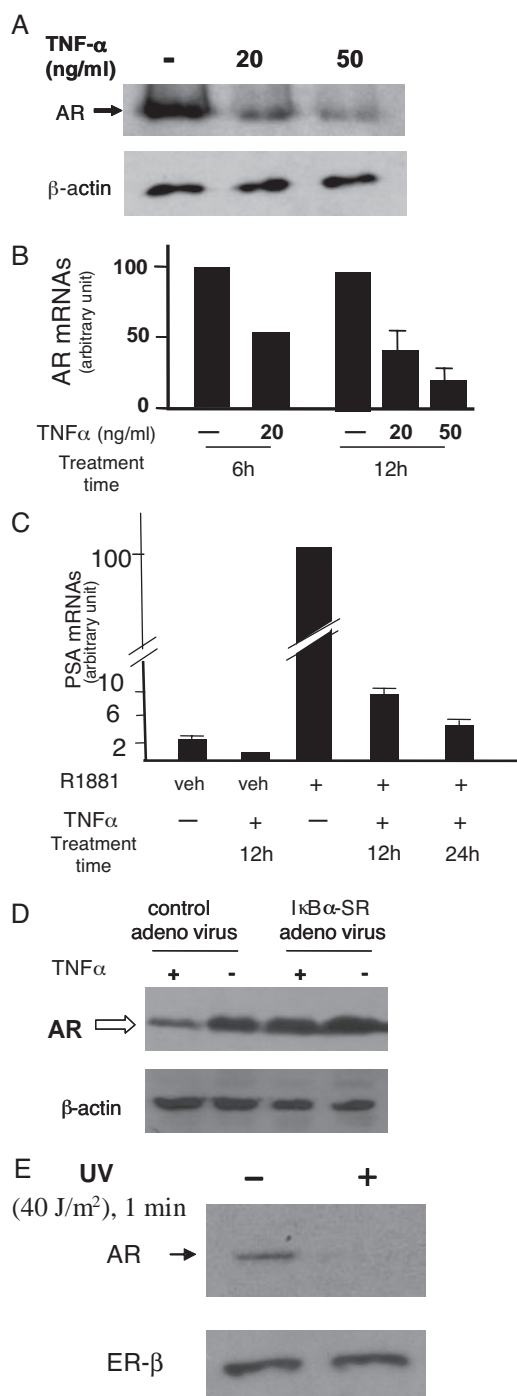 A
TNF-α
(ng/ml)
- 20 50
AR
β-actin
B
AR mRNAs
(arbitrary unit)
100
50
0
TNFα (ng/ml) — 20 — 20 50
Treatment
time
6h 12h
C
PSA mRNAs
(arbitrary unit)
100
10
6
2
R1881 veh veh + + +
TNFα — + — + +
Treatment
time
12h 12h 24h
D
control
adeno virus
IκBα-SR
adeno virus
TNFα + - + -
AR
β-actin
E
UV − +
(40 J/m²), 1 min
AR
ER-β